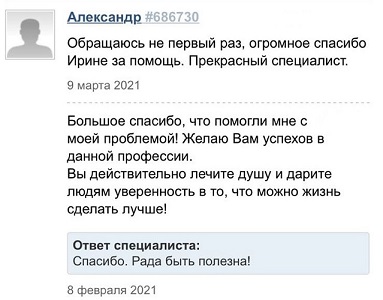 Александр #686730
Обращаюсь не первый раз, огромное спасибо
Ирине за помощь. Прекрасный специалист.
9 марта 2021
Большое спасибо, что помогли мне с
моей проблемой! Желаю Вам успехов в
данной профессии.
Вы действительно лечите душу и дарите
людям уверенность в то, что можно жизнь
сделать лучше!
Ответ специалиста:
Спасибо. Рада быть полезна!
8 февраля 2021